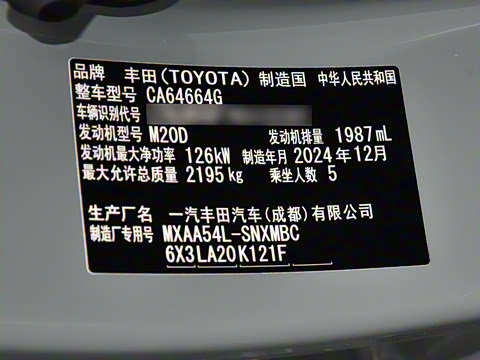 品牌 丰田(TOYOTA) 制造国 中华人民共和国
整车型号 CA64664G
车辆识别代号
发动机型号 M20D 发动机排量 1987mL
发动机最大净功率 126kW 制造年月 2024年12月
最大允许总质量 2195kg 乘坐人数 5
生产厂名 一汽丰田汽车(成都)有限公司
制造厂专用号 MXAA54L-SNXMBC
6X3LA20K121F